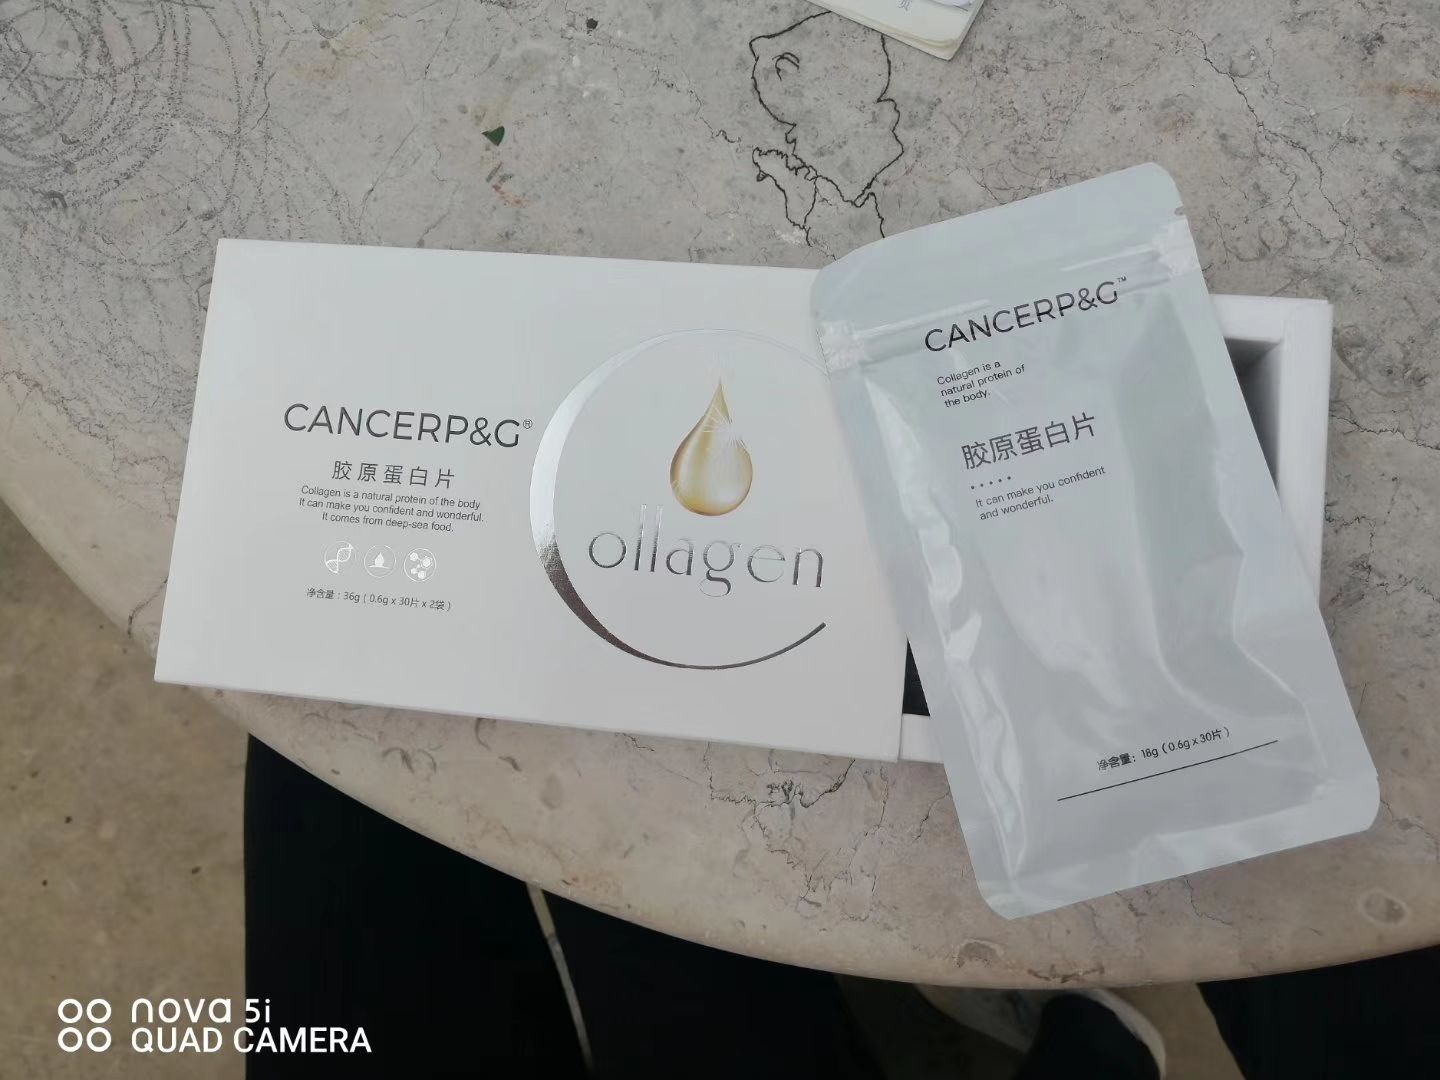 CANCERP&G®
胶原蛋白片
Collagen is a natural protein of the body
It can make you confident and wonderful.
It comes from deep-sea food.
净含量：36g（0.6g x 30片 x 2袋）
Collagen
CANCERP&G™
Collagen is a
natural protein of
the body.
胶原蛋白片
It can make you confident
and wonderful.
净含量：18g（0.6g x 30片）
nova 5i
QUAD CAMERA